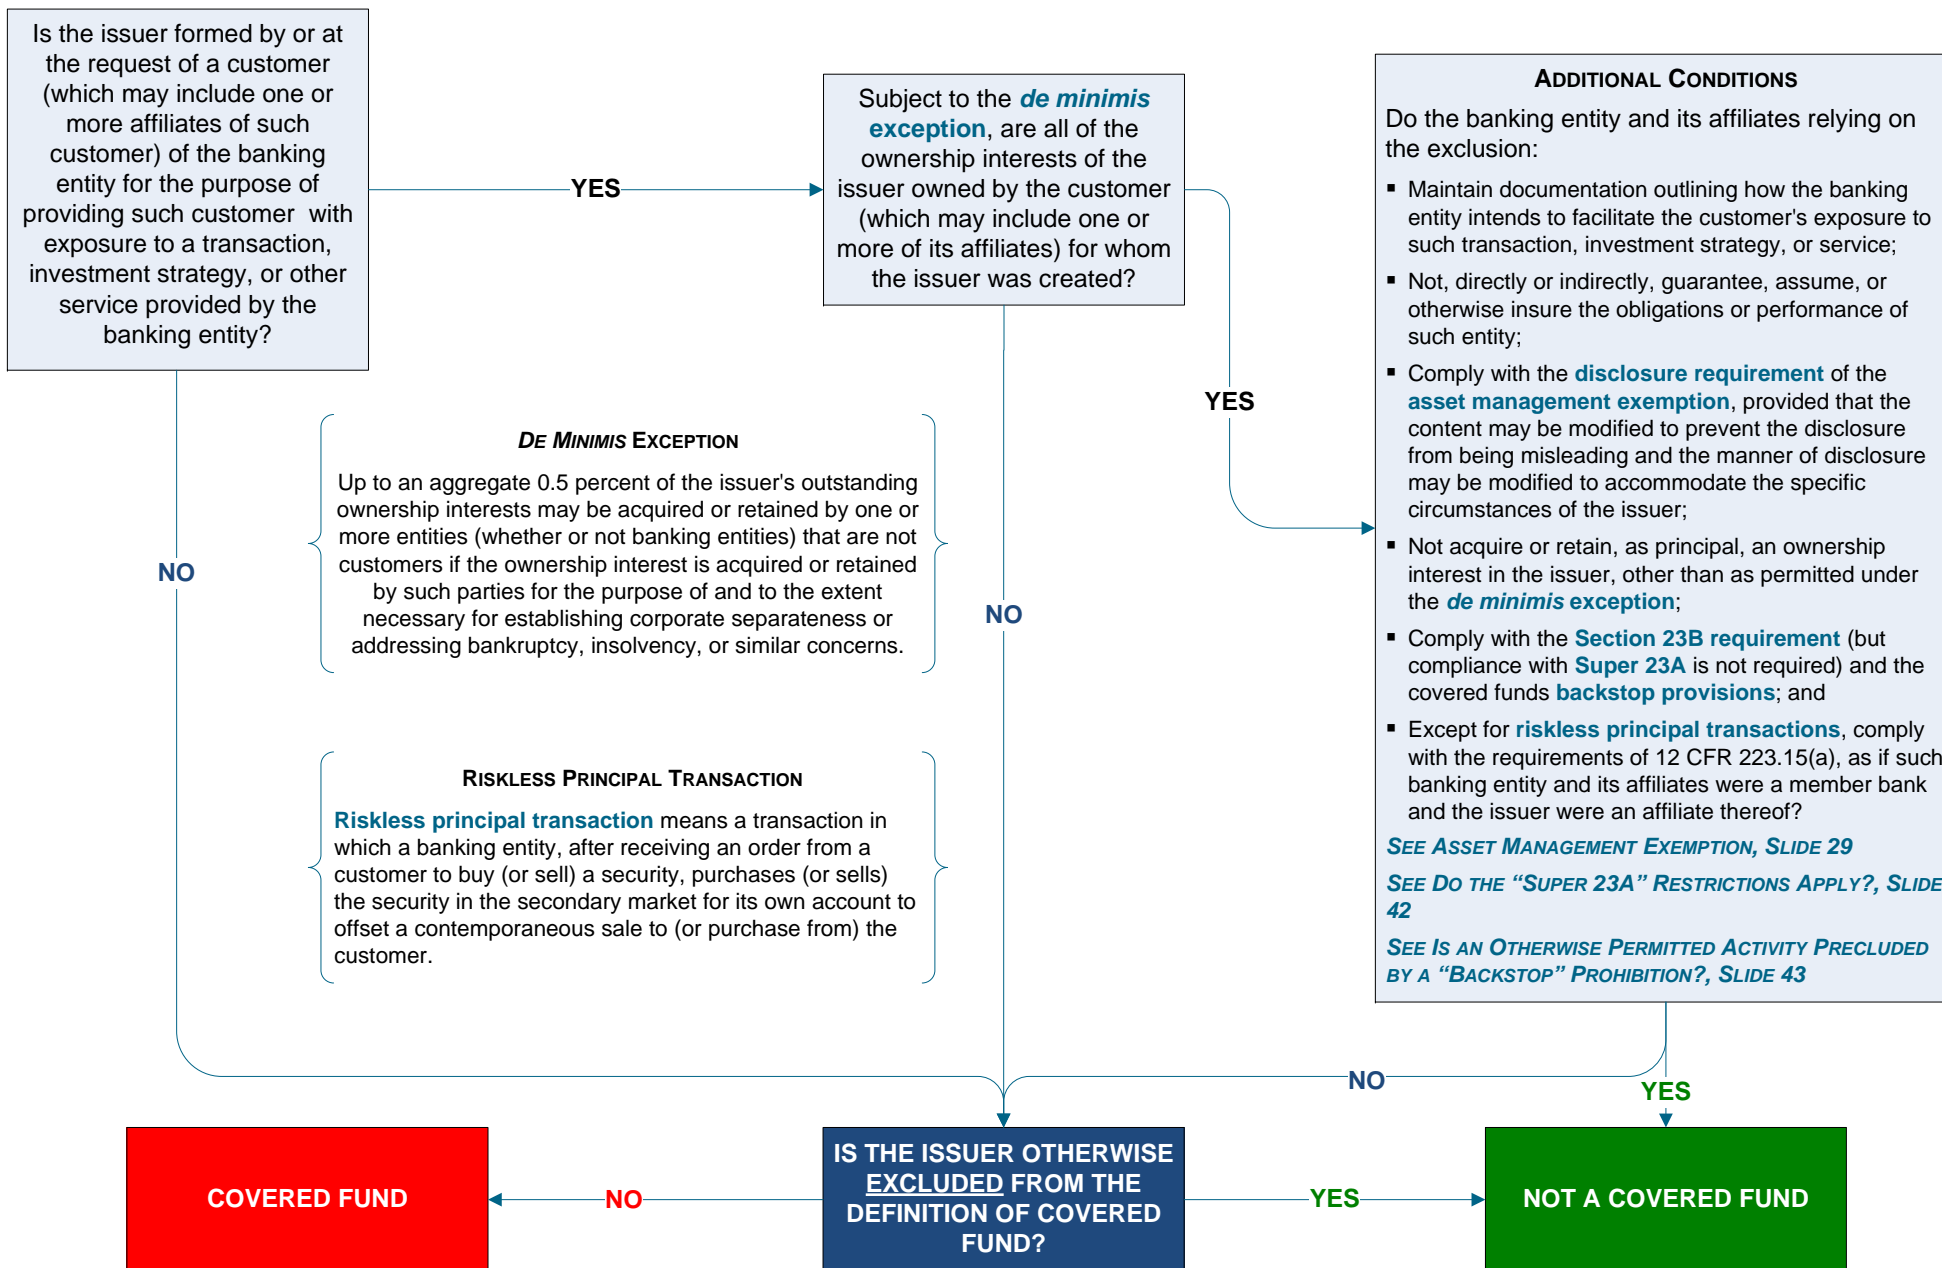 Is the issuer formed by or at
the request of a customer
(which may include one or
more affiliates of such
customer) of the banking
entity for the purpose of
providing such customer  with
exposure to a transaction,
investment strategy, or other
service provided by the
banking entity?
YES
Subject to the de minimis
exception, are all of the
ownership interests of the
issuer owned by the customer
(which may include one or
more of its affiliates) for whom
the issuer was created?
YES
ADDITIONAL CONDITIONS
Do the banking entity and its affiliates relying on
the exclusion:
▪ Maintain documentation outlining how the banking
entity intends to facilitate the customer's exposure to
such transaction, investment strategy, or service;
▪ Not, directly or indirectly, guarantee, assume, or
otherwise insure the obligations or performance of
such entity;
▪ Comply with the disclosure requirement of the
asset management exemption, provided that the
content may be modified to prevent the disclosure
from being misleading and the manner of disclosure
may be modified to accommodate the specific
circumstances of the issuer;
▪ Not acquire or retain, as principal, an ownership
interest in the issuer, other than as permitted under
the de minimis exception;
▪ Comply with the Section 23B requirement (but
compliance with Super 23A is not required) and the
covered funds backstop provisions; and
▪ Except for riskless principal transactions, comply
with the requirements of 12 CFR 223.15(a), as if such
banking entity and its affiliates were a member bank
and the issuer were an affiliate thereof?
SEE ASSET MANAGEMENT EXEMPTION, SLIDE 29
SEE DO THE “SUPER 23A” RESTRICTIONS APPLY?, SLIDE
42
SEE IS AN OTHERWISE PERMITTED ACTIVITY PRECLUDED
BY A “BACKSTOP” PROHIBITION?, SLIDE 43
DE MINIMIS EXCEPTION
Up to an aggregate 0.5 percent of the issuer's outstanding
ownership interests may be acquired or retained by one or
more entities (whether or not banking entities) that are not
customers if the ownership interest is acquired or retained
by such parties for the purpose of and to the extent
necessary for establishing corporate separateness or
addressing bankruptcy, insolvency, or similar concerns.
NO
NO
RISKLESS PRINCIPAL TRANSACTION
Riskless principal transaction means a transaction in
which a banking entity, after receiving an order from a
customer to buy (or sell) a security, purchases (or sells)
the security in the secondary market for its own account to
offset a contemporaneous sale to (or purchase from) the
customer.
NO
YES
COVERED FUND
NO
IS THE ISSUER OTHERWISE
EXCLUDED FROM THE
DEFINITION OF COVERED
FUND?
YES
NOT A COVERED FUND